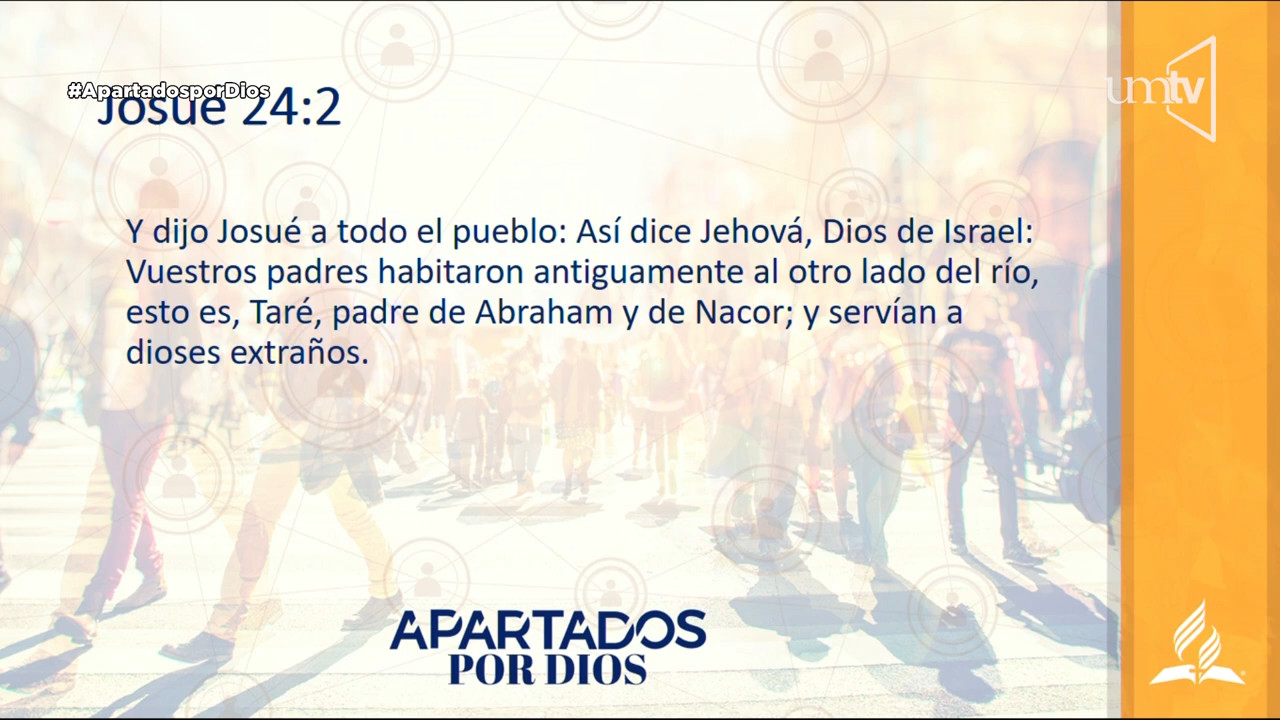 #ApartadosporDios
Josué 24:2
umtv
Y dijo Josué a todo el pueblo: Así dice Jehová, Dios de Israel:
Vuestros padres habitaron antiguamente al otro lado del río,
esto es, Taré, padre de Abraham y de Nacor; y servían a
dioses extraños.
APARTADOS
POR DIOS